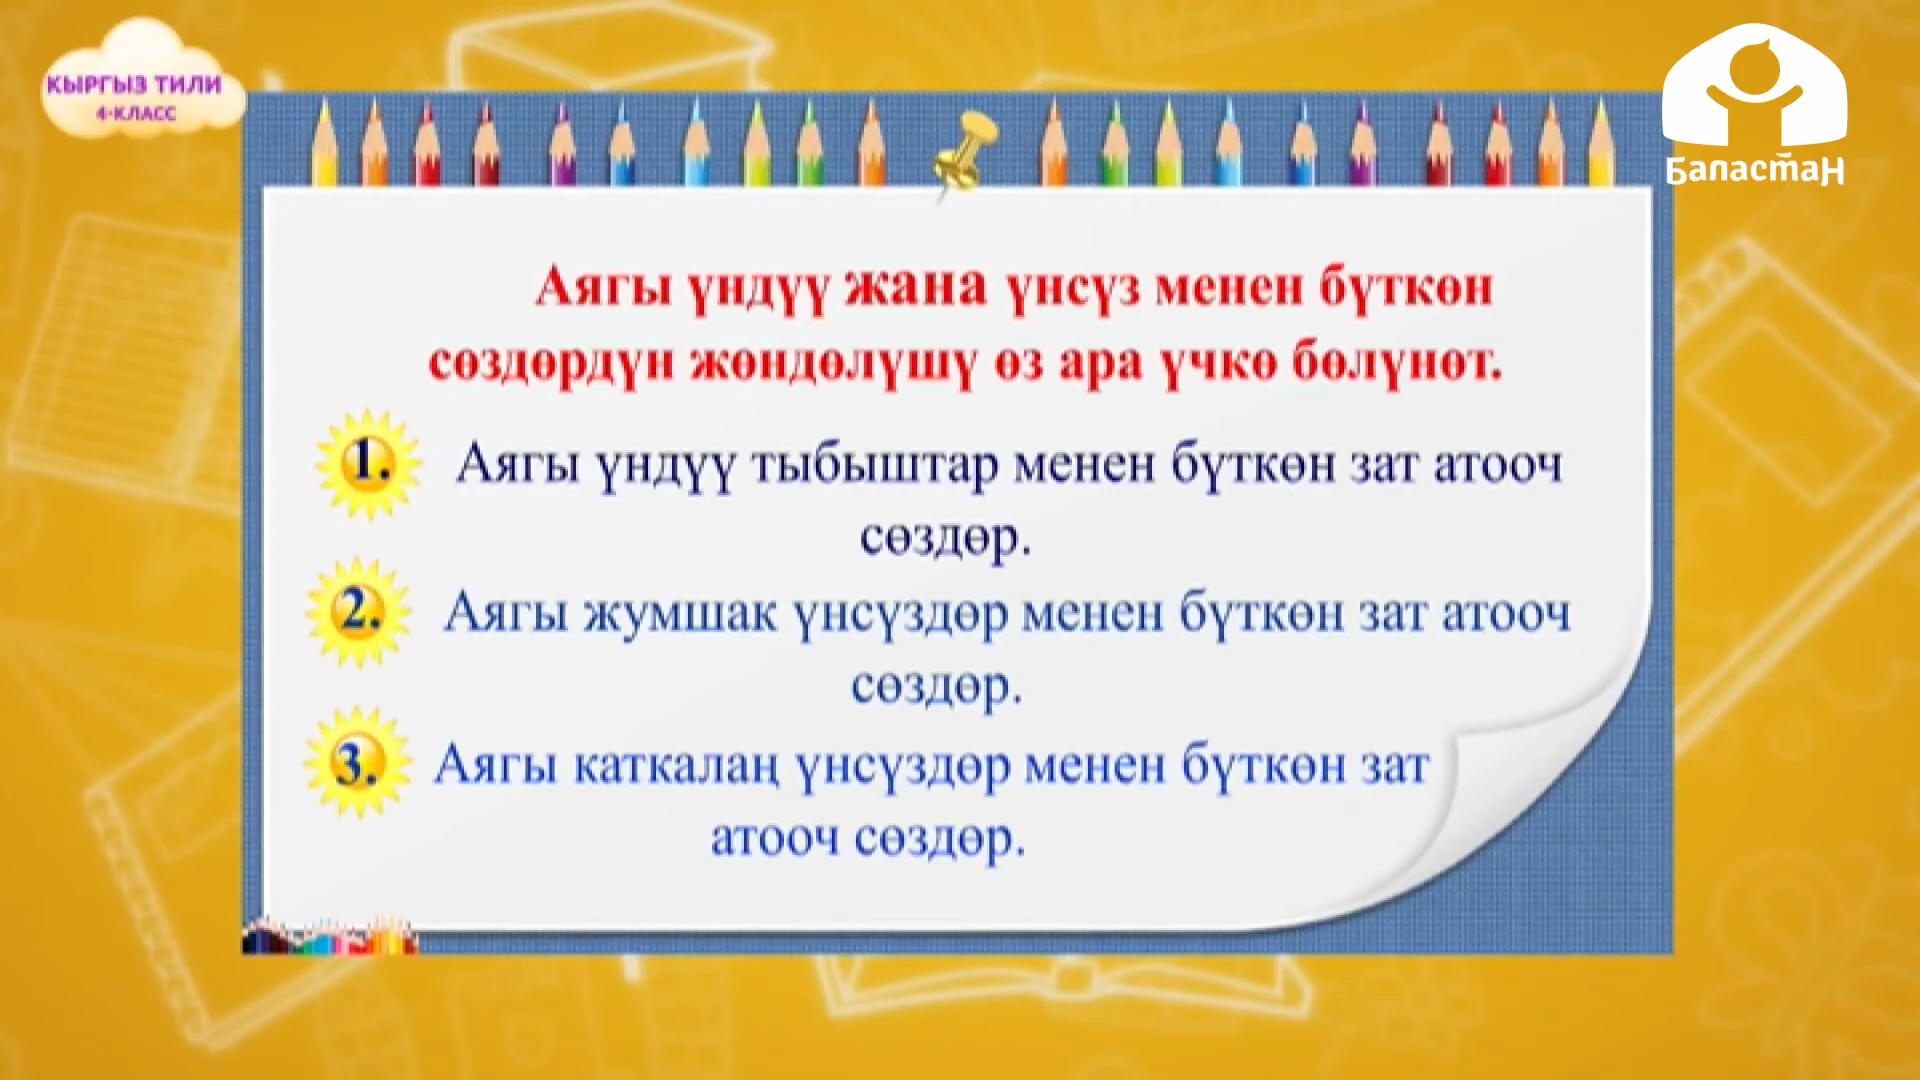 КЫРГЫЗ ТИЛИ
4-КЛАСС
Баластан
Аягы үндүү жана үнсүз менен бүткөн
сөздөрдүн жөндөлүшү өз ара үчкө бөлүнөт.
1. Аягы үндүү тыбыштар менен бүткөн зат атооч
сөздөр.
2. Аягы жумшак үнсүздөр менен бүткөн зат атооч
сөздөр.
3. Аягы каткалаң үнсүздөр менен бүткөн зат
атооч сөздөр.